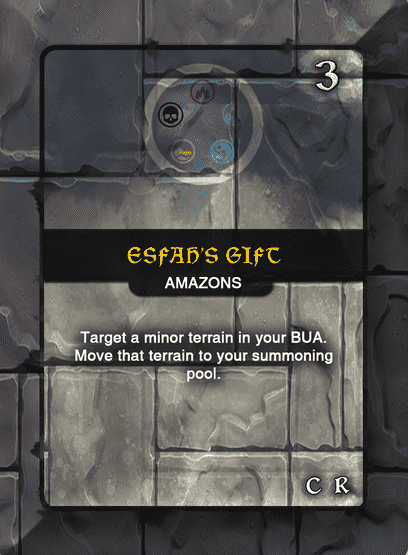 3
ESFAH'S GIFT
AMAZONS
Target a minor terrain in your BUA.
Move that terrain to your summoning
pool.
C R